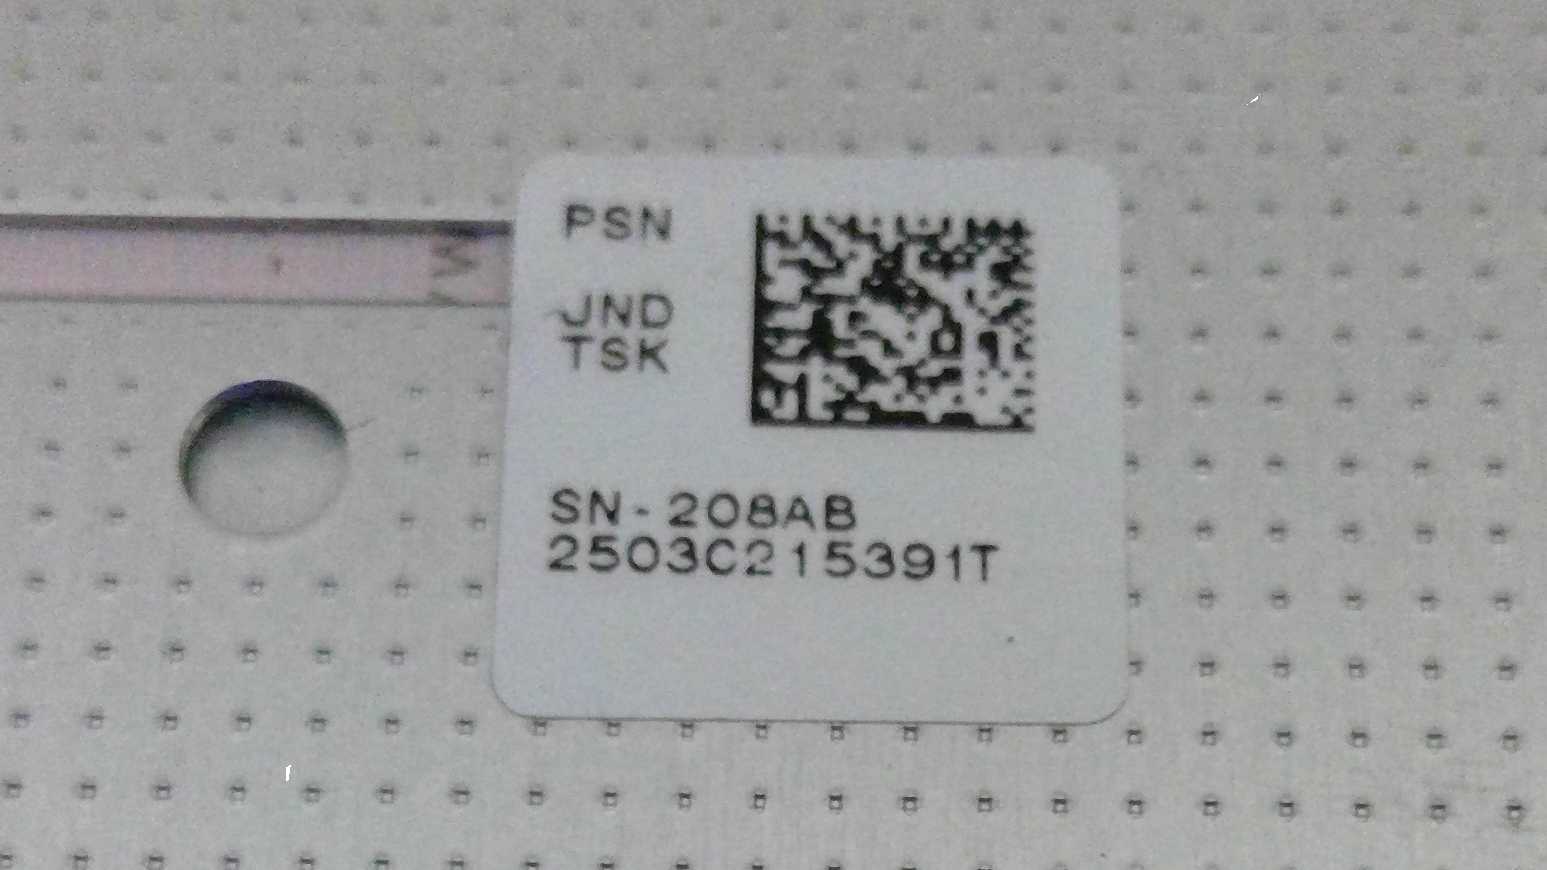 PSN
JND
TSK
SN-208AB
2503C215391T